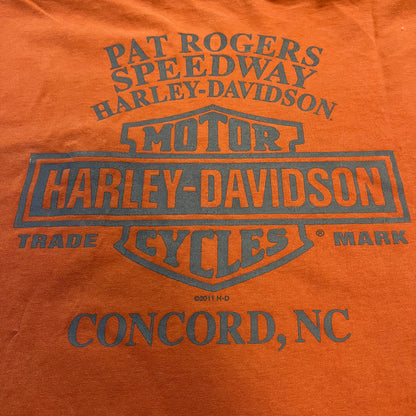 PAT ROGERS
SPEEDWAY
HARLEY-DAVIDSON
MOTOR
HARLEY-DAVIDSON
TRADE MARK
CYCLES®
©2011 H-D
CONCORD, NC